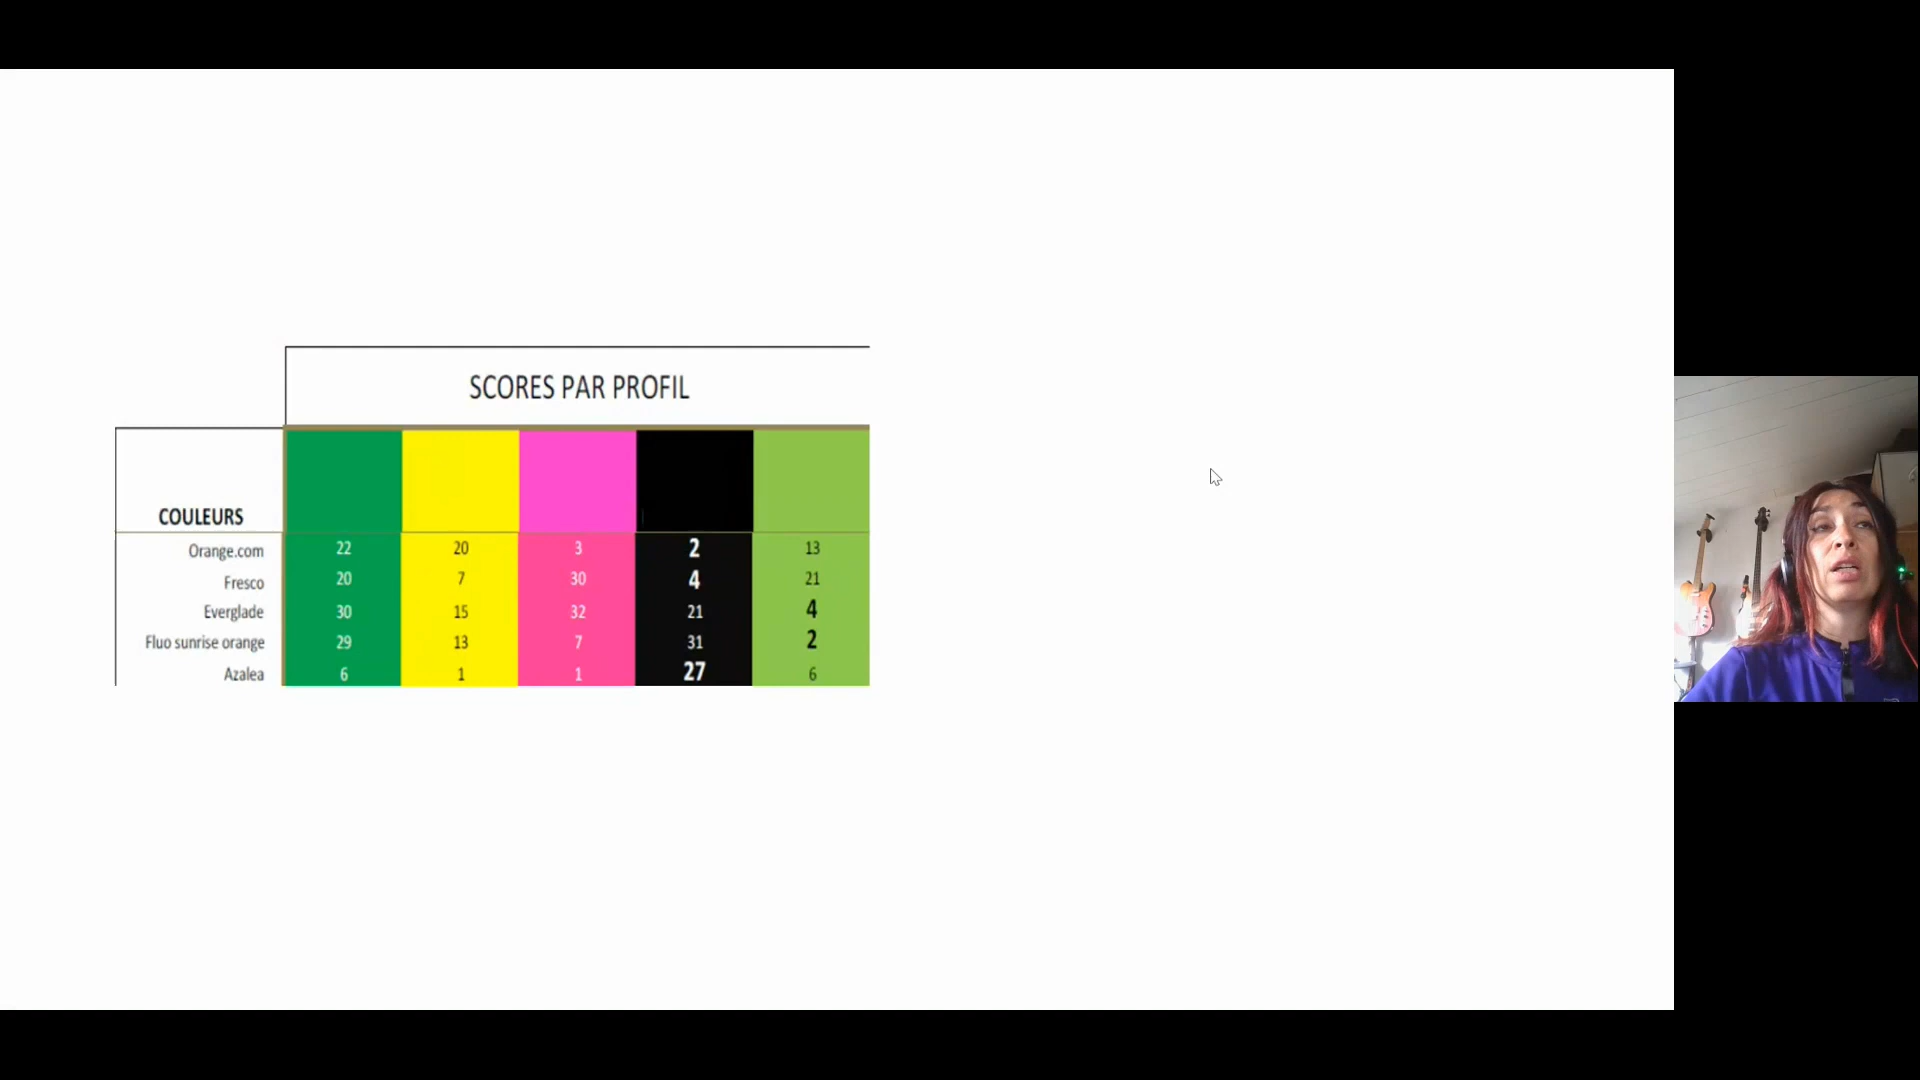 SCORES PAR PROFIL
COULEURS
Orange.com 22 20 3 2 13
Fresco 20 7 30 4 21
Everglade 30 15 32 21 4
Fluo sunrise orange 29 13 7 31 2
Azalea 6 1 1 27 6